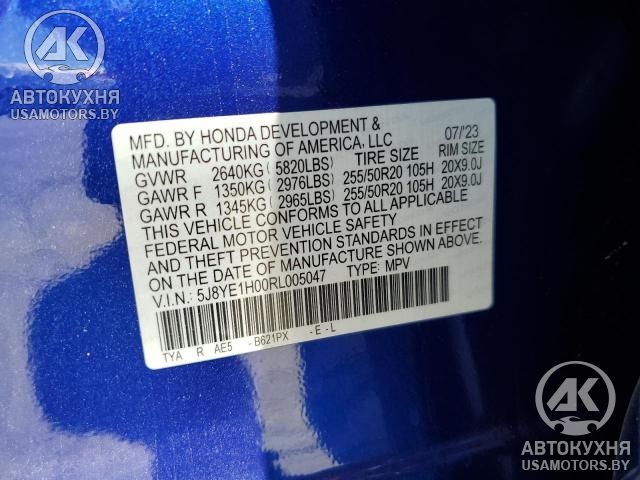 АК
АВТОКУХНЯ
USAMOTORS.BY
MFD. BY HONDA DEVELOPMENT & 07/'23
MANUFACTURING OF AMERICA, LLC
GVWR 2640KG ( 5820LBS) TIRE SIZE RIM SIZE
GAWR F 1350KG ( 2976LBS) 255/50R20 105H 20X9.0J
GAWR R 1345KG ( 2965LBS) 255/50R20 105H 20X9.0J
THIS VEHICLE CONFORMS TO ALL APPLICABLE
FEDERAL MOTOR VEHICLE SAFETY
AND THEFT PREVENTION STANDARDS IN EFFECT
ON THE DATE OF MANUFACTURE SHOWN ABOVE.
V.I.N.: 5J8YE1H00RL005047 TYPE: MPV
TYA R AE5 -B621PX -E-L
АК
АВТОКУХНЯ
USAMOTORS.BY